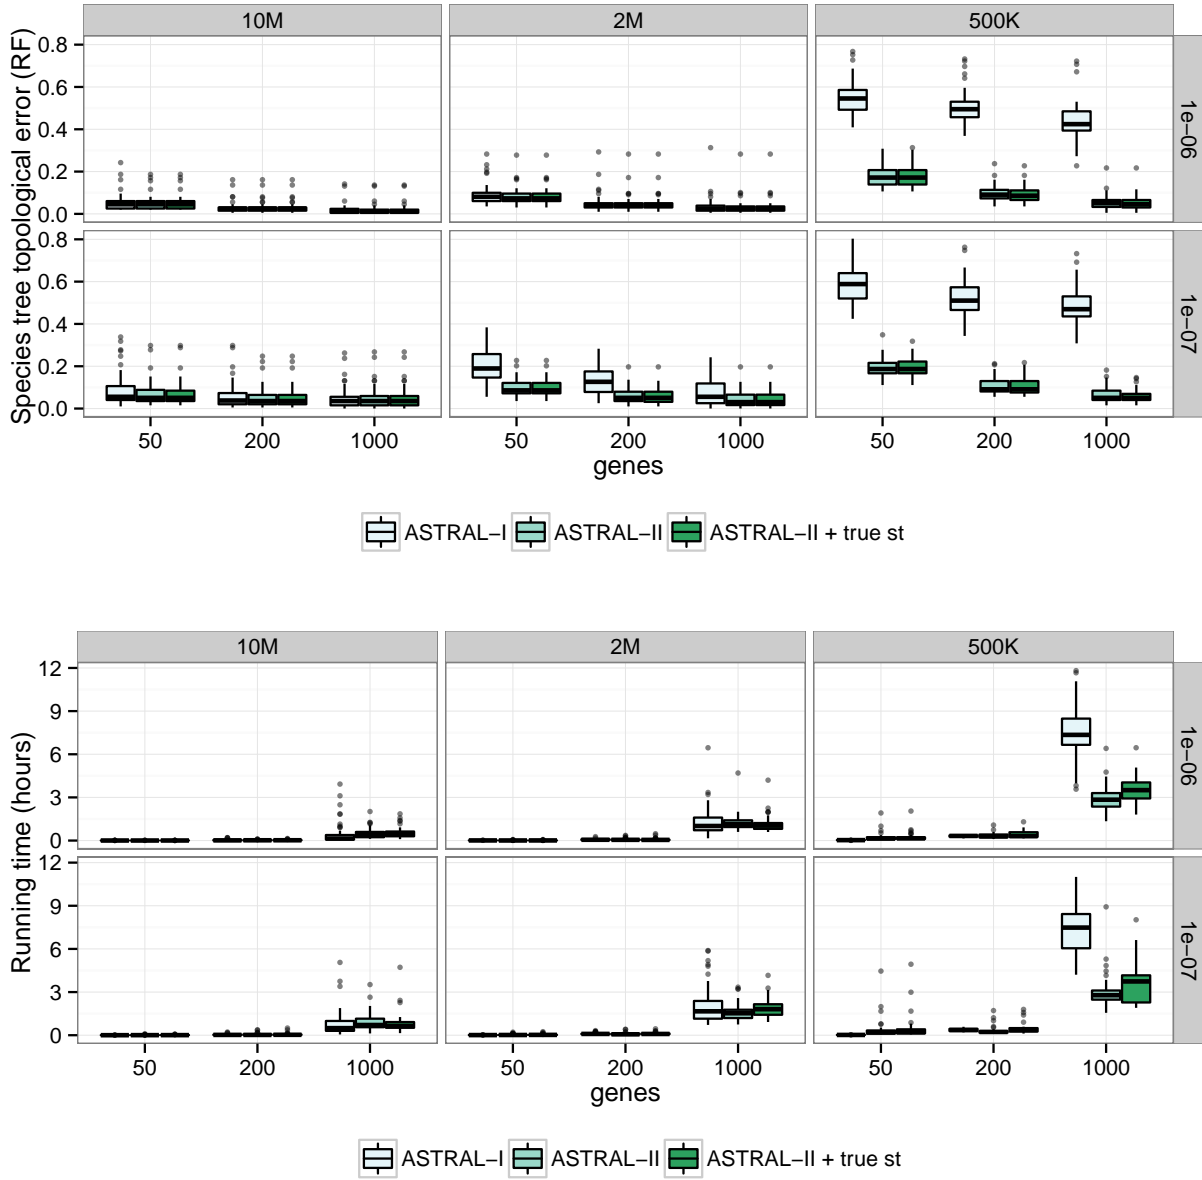 10M 2M 500K
Species tree topological error (RF)
0.8
0.6
0.4
0.2
0.0
1e−06
0.8
0.6
0.4
0.2
0.0
1e−07
50 200 1000 50 200 1000 50 200 1000
genes
ASTRAL−I ASTRAL−II ASTRAL−II + true st
10M 2M 500K
Running time (hours)
12
9
6
3
0
1e−06
12
9
6
3
0
1e−07
50 200 1000 50 200 1000 50 200 1000
genes
ASTRAL−I ASTRAL−II ASTRAL−II + true st